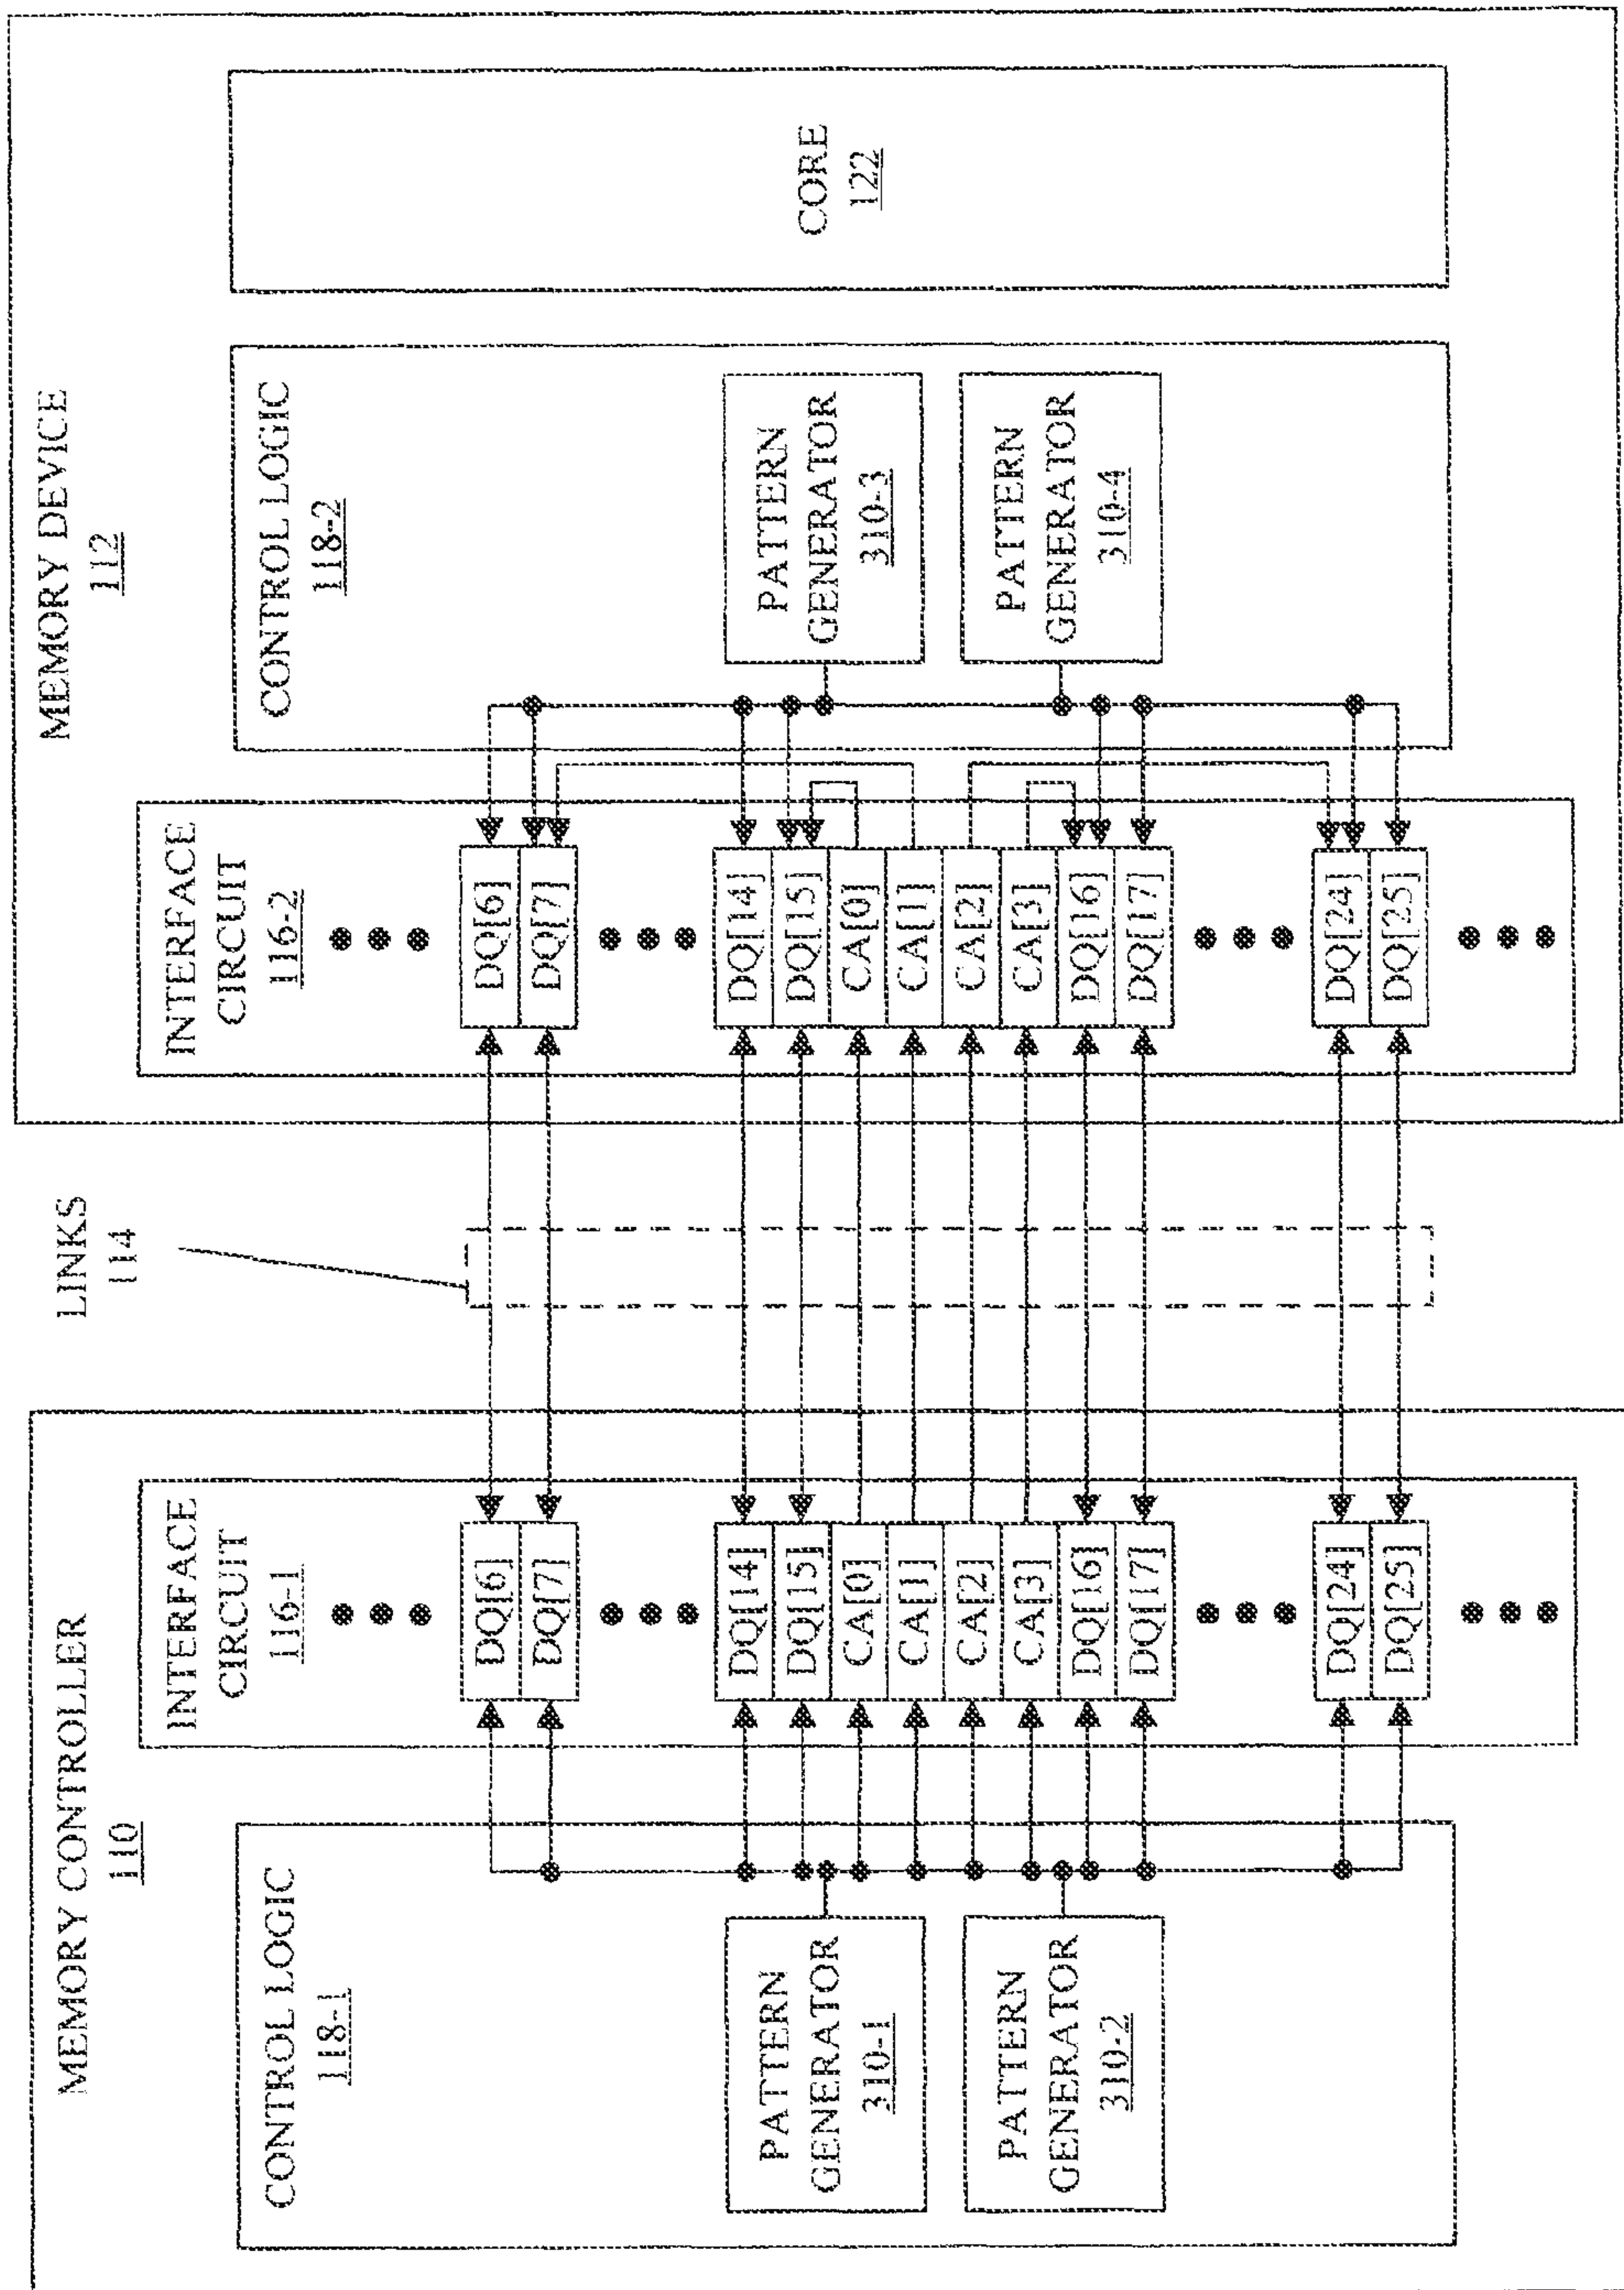 MEMORY CONTROLLER
110
CONTROL LOGIC
118-1
PATTERN
GENERATOR
310-1
PATTERN
GENERATOR
310-2
INTERFACE
CIRCUIT
116-1
DQ[6]
DQ[7]
DQ[14]
DQ[15]
CA[0]
CA[1]
CA[2]
CA[3]
DQ[16]
DQ[17]
DQ[24]
DQ[25]
LINKS
114
MEMORY DEVICE
112
INTERFACE
CIRCUIT
116-2
DQ[6]
DQ[7]
DQ[14]
DQ[15]
CA[0]
CA[1]
CA[2]
CA[3]
DQ[16]
DQ[17]
DQ[24]
DQ[25]
CONTROL LOGIC
118-2
PATTERN
GENERATOR
310-3
PATTERN
GENERATOR
310-4
CORE
122